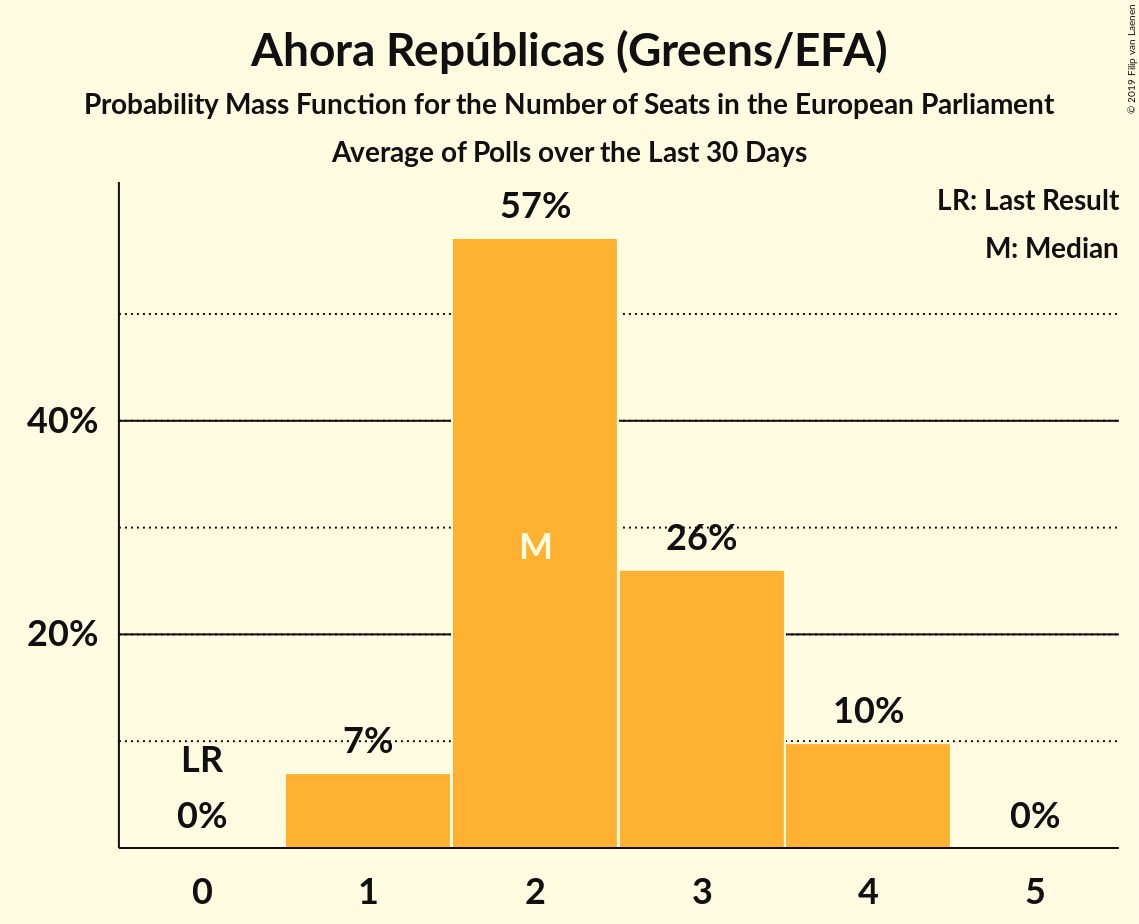 Ahora Repúblicas (Greens/EFA)
Probability Mass Function for the Number of Seats in the European Parliament
Average of Polls over the Last 30 Days
© 2019 Filip van Laenen
LR: Last Result
M: Median
57%
40%
M
26%
20%
10%
7%
LR
0%
0%
0 1 2 3 4 5